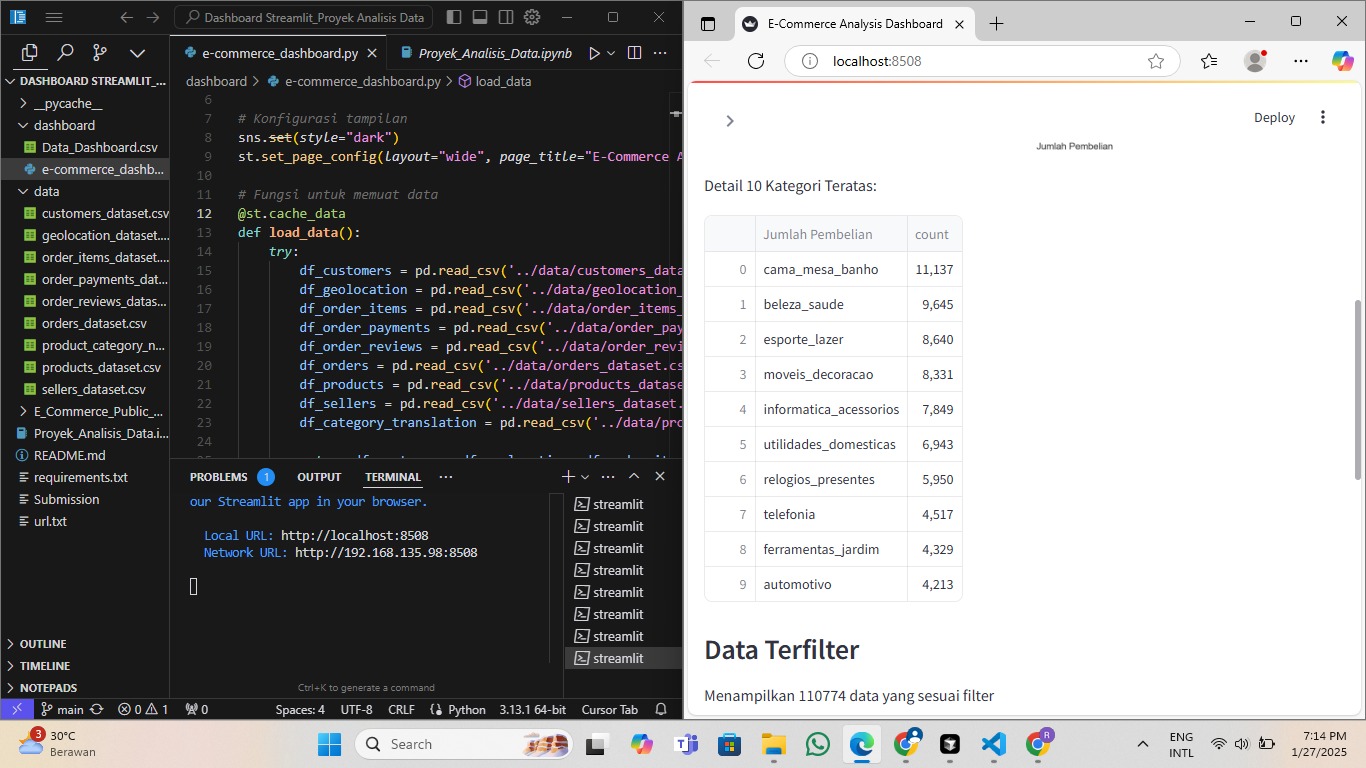 Dashboard Streamlit_Proyek Analisis Data
DASHBOARD STREAMLIT_...
__pycache__
dashboard
Data_Dashboard.csv
e-commerce_dashb...
data
customers_dataset.csv
geolocation_dataset....
order_items_dataset....
order_payments_dat...
order_reviews_datas...
orders_dataset.csv
product_category_n...
products_dataset.csv
sellers_dataset.csv
E_Commerce_Public_...
Proyek_Analisis_Data.i...
README.md
requirements.txt
Submission
url.txt
OUTLINE
TIMELINE
NOTEPADS
e-commerce_dashboard.py
Proyek_Analisis_Data.ipynb
dashboard > e-commerce_dashboard.py > load_data
6
7 # Konfigurasi tampilan
8 sns.set(style="dark")
9 st.set_page_config(layout="wide", page_title="E-Commerce A
10
11 # Fungsi untuk memuat data
12 @st.cache_data
13 def load_data():
14 try:
15 df_customers = pd.read_csv('../data/customers_data
16 df_geolocation = pd.read_csv('../data/geolocation_
17 df_order_items = pd.read_csv('../data/order_items_
18 df_order_payments = pd.read_csv('../data/order_pay
19 df_order_reviews = pd.read_csv('../data/order_revi
20 df_orders = pd.read_csv('../data/orders_dataset.cs
21 df_products = pd.read_csv('../data/products_datase
22 df_sellers = pd.read_csv('../data/sellers_dataset.
23 df_category_translation = pd.read_csv('../data/pro
24
PROBLEMS 1 OUTPUT TERMINAL
our Streamlit app in your browser.
Local URL: http://localhost:8508
Network URL: http://192.168.135.98:8508
Ctrl+K to generate a command
streamlit
streamlit
streamlit
streamlit
streamlit
streamlit
streamlit
streamlit
main 0 1 0 Spaces: 4 UTF-8 CRLF Python 3.13.1 64-bit Cursor Tab
E-Commerce Analysis Dashboard
localhost:8508
Deploy
Jumlah Pembelian
Detail 10 Kategori Teratas:
Jumlah Pembelian count
0 cama_mesa_banho 11,137
1 beleza_saude 9,645
2 esporte_lazer 8,640
3 moveis_decoracao 8,331
4 informatica_acessorios 7,849
5 utilidades_domesticas 6,943
6 relogios_presentes 5,950
7 telefonia 4,517
8 ferramentas_jardim 4,329
9 automotivo 4,213
Data Terfilter
Menampilkan 110774 data yang sesuai filter
3
30°C
Berawan
Search
R
ENG
INTL
7:14 PM
1/27/2025